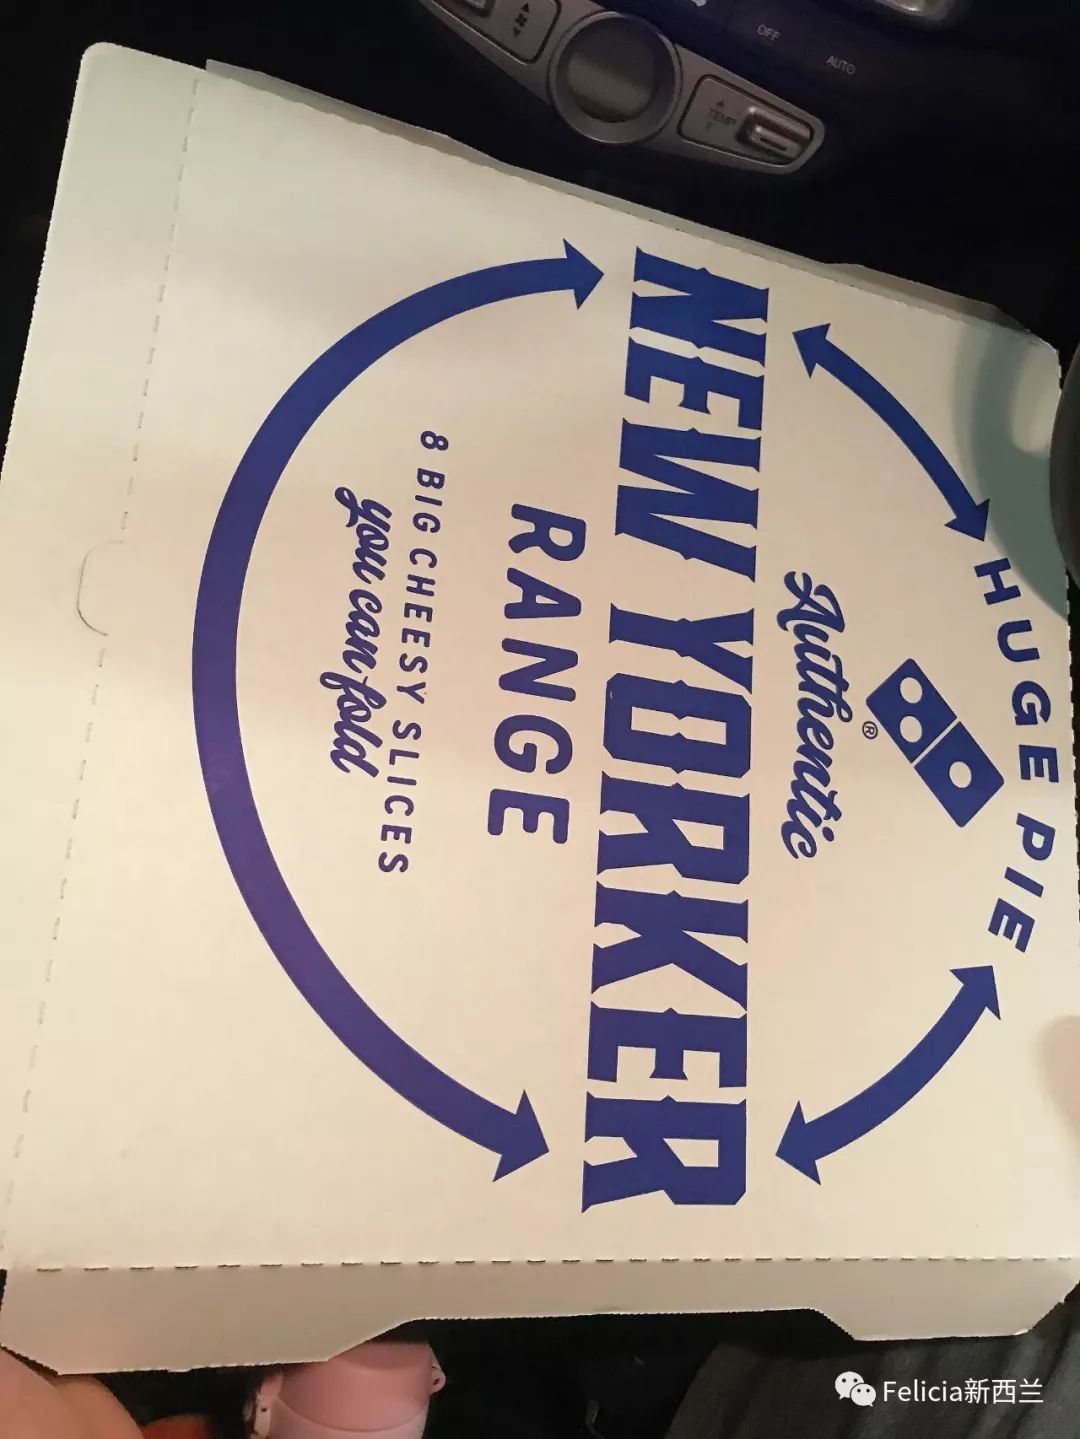 HUGE PIE
®
Authentic
NEW YORKER
RANGE
8 BIG CHEESY SLICES
you can fold
OFF
AUTO
TEMP
Felicia新西兰